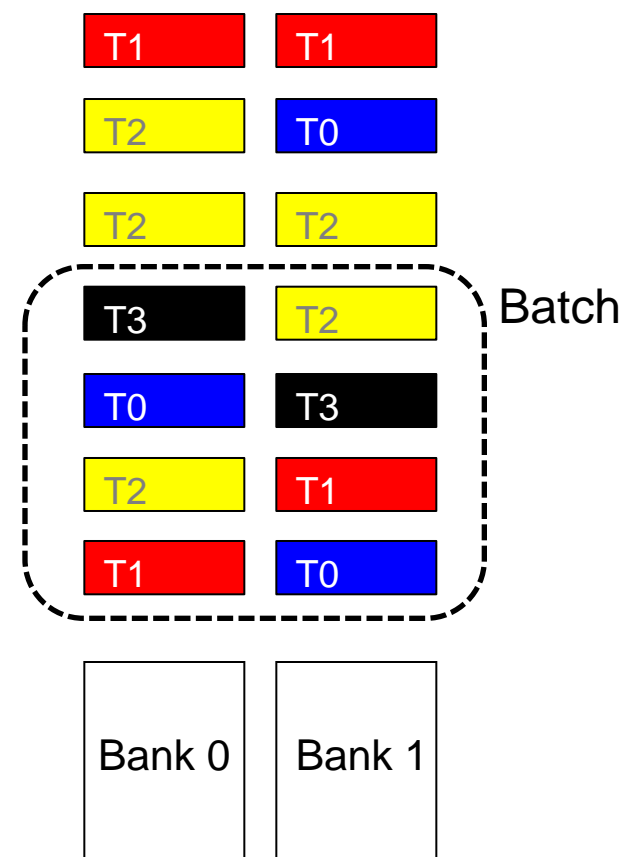 T1 T1
T2 T0
T2 T2
T3 T2 Batch
T0 T3
T2 T1
T1 T0
Bank 0 Bank 1